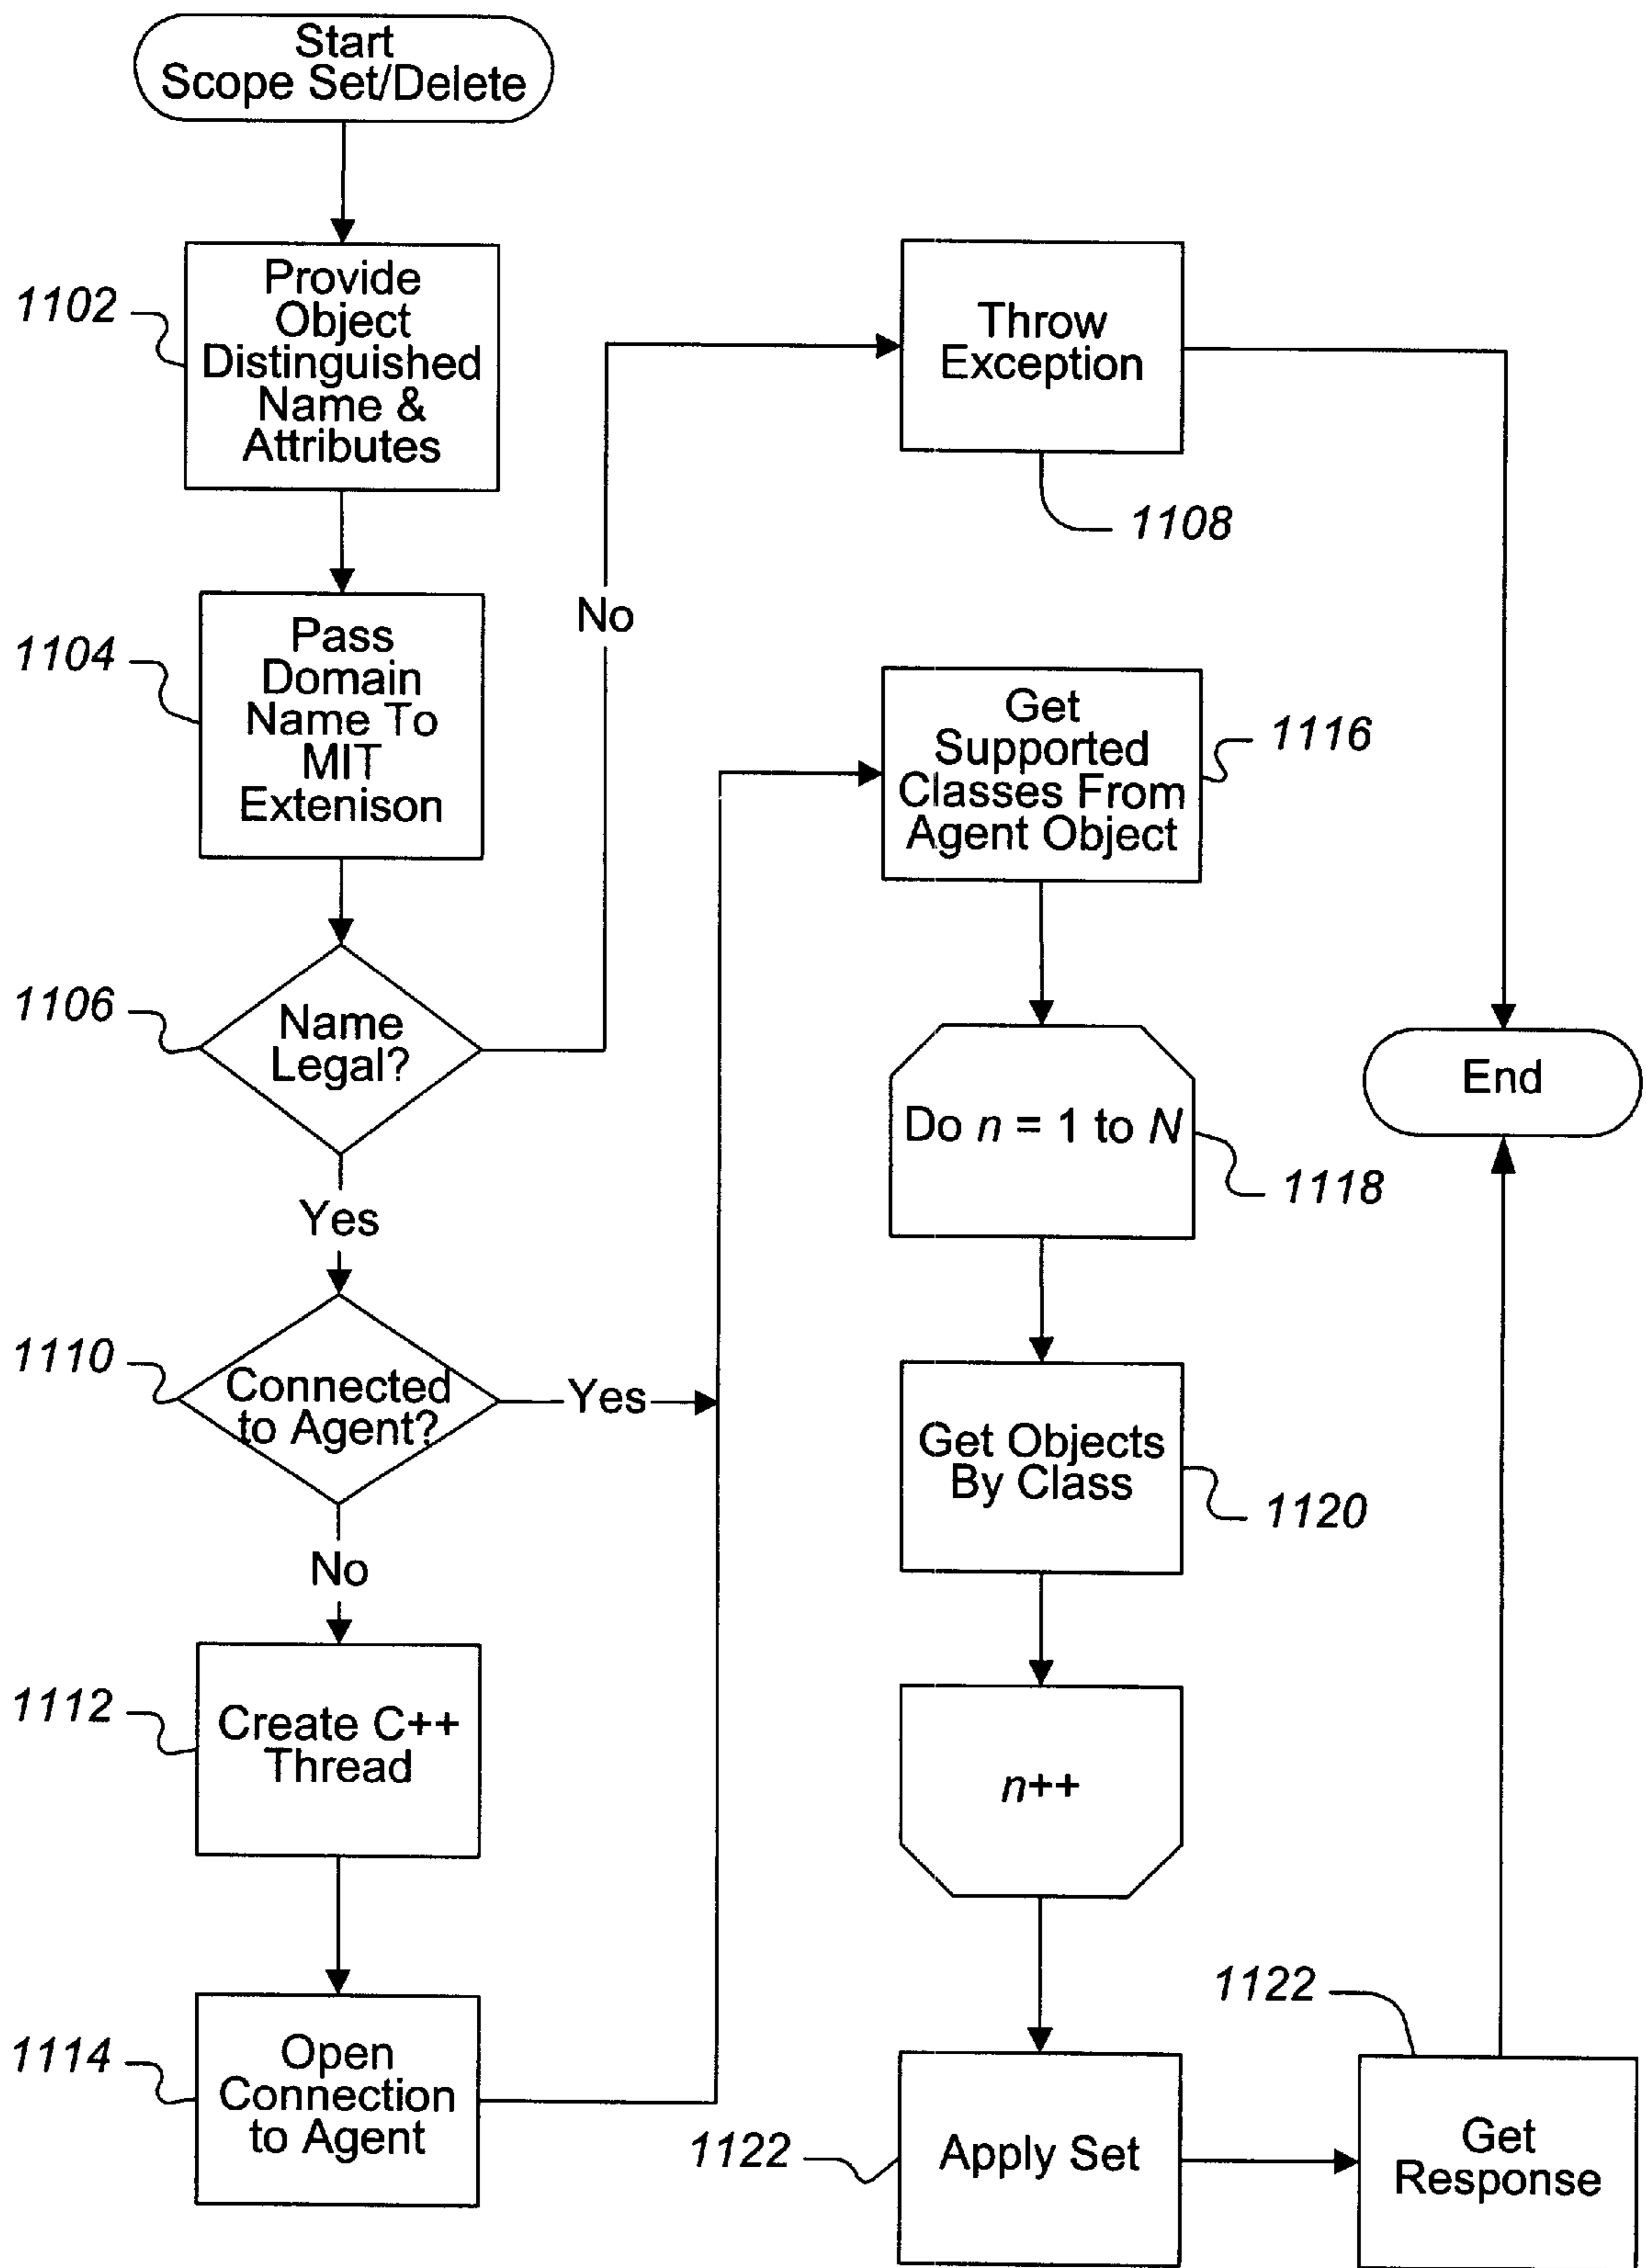 Start
Scope Set/Delete
1102
Provide
Object
Distinguished
Name &
Attributes
1104
Pass
Domain
Name To
MIT
Extenison
1106
Name
Legal?
No
Yes
Throw
Exception
1108
1110
Connected
to Agent?
Yes
No
1112
Create C++
Thread
1114
Open
Connection
to Agent
Get
Supported
Classes From
Agent Object
1116
Do n = 1 to N
1118
Get Objects
By Class
1120
n++
1122
Apply Set
1122
Get
Response
End